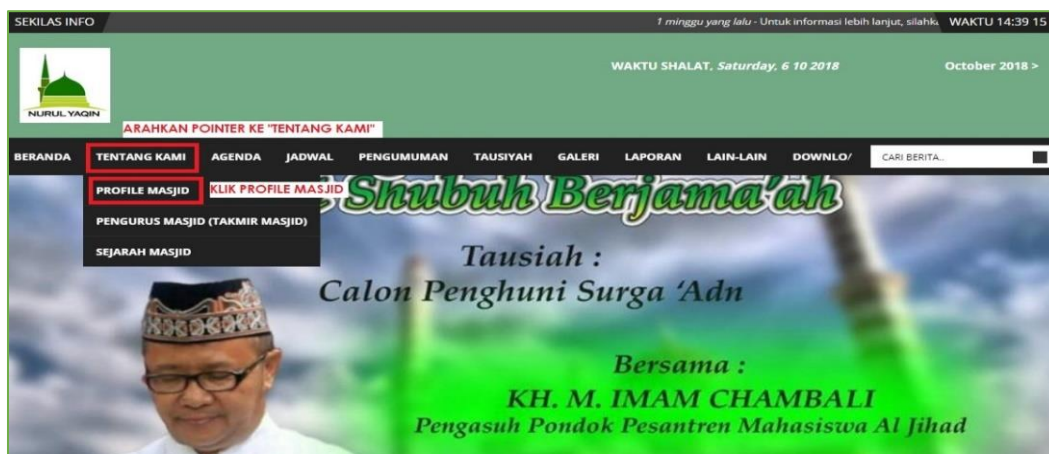 SEKILAS INFO
1 minggu yang lalu - Untuk informasi lebih lanjut, silahk
WAKTU 14:39 15
WAKTU SHALAT, Saturday, 6 10 2018
October 2018 >
NURUL YAQIN
ARAHKAN POINTER KE "TENTANG KAMI"
BERANDA TENTANG KAMI AGENDA JADWAL PENGUMUMAN TAUSIYAH GALERI LAPORAN LAIN-LAIN DOWNLO/ CARI BERITA..
PROFILE MASJID KLIK PROFILE MASJID
PENGURUS MASJID (TAKMIR MASJID)
SEJARAH MASJID
Shubuh Berjama'ah
Tausiah :
Calon Penghuni Surga 'Adn
Bersama :
KH. M. IMAM CHAMBALI
Pengasuh Pondok Pesantren Mahasiswa Al Jihad